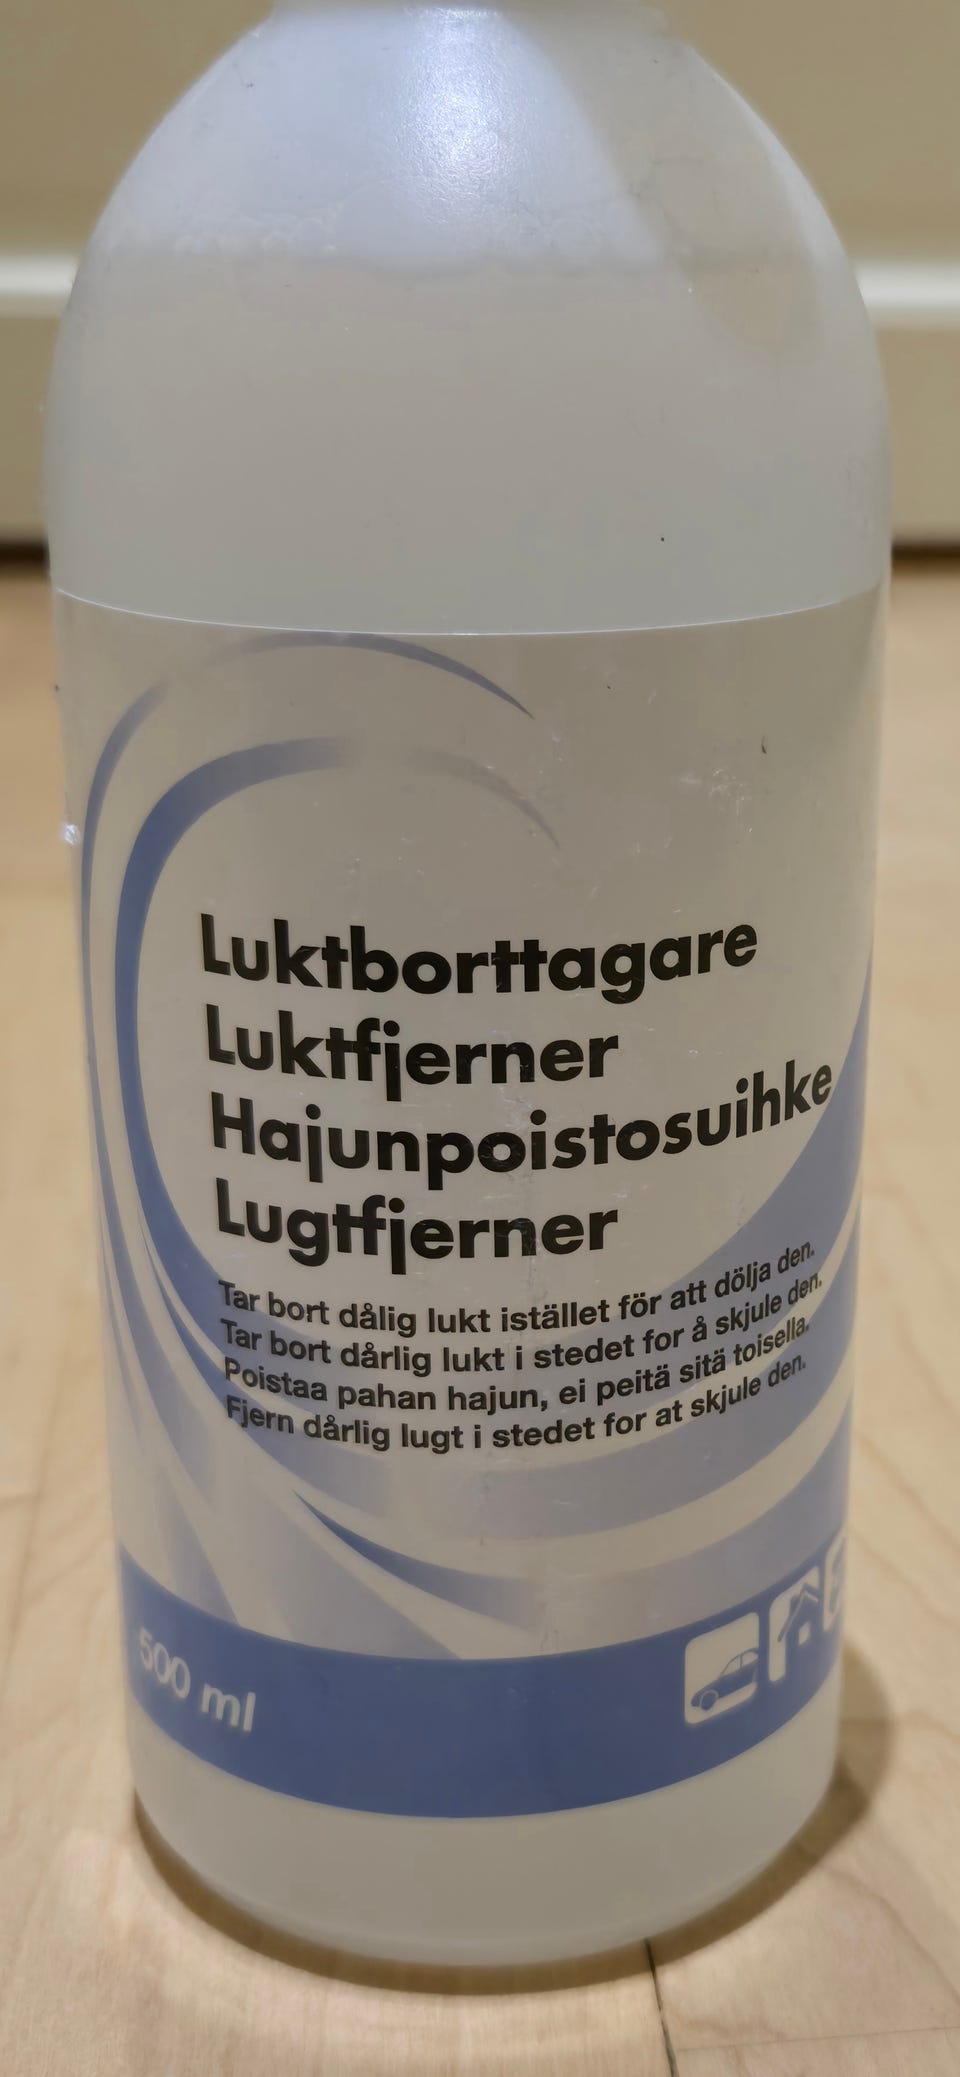 Luktborttagare
Luktfjerner
Hajunpoistosuihke
Lugtfjerner
Tar bort dålig lukt istället för att dölja den.
Tar bort dårlig lukt i stedet for å skjule den.
Poistaa pahan hajun, ei peitä sitä toisella.
Fjern dårlig lugt i stedet for at skjule den.
500 ml